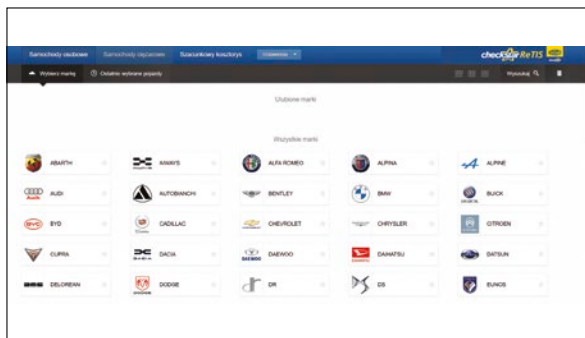 Samochody osobowe Samochody ciężarowe Szacunkowy kosztorys Ustawienia
checkstar ReTIS
Wybierz markę Ostatnio wybrane pojazdy Wyszukaj
Ulubione marki
Wszystkie marki
ABARTH AIWAYS ALFA ROMEO ALPINA ALPINE
AUDI AUTOBIANCHI BENTLEY BMW BUICK
BYD CADILLAC CHEVROLET CHRYSLER CITROEN
CUPRA DACIA DAEWOO DAIHATSU DATSUN
DELOREAN DODGE DR DS EUNOS